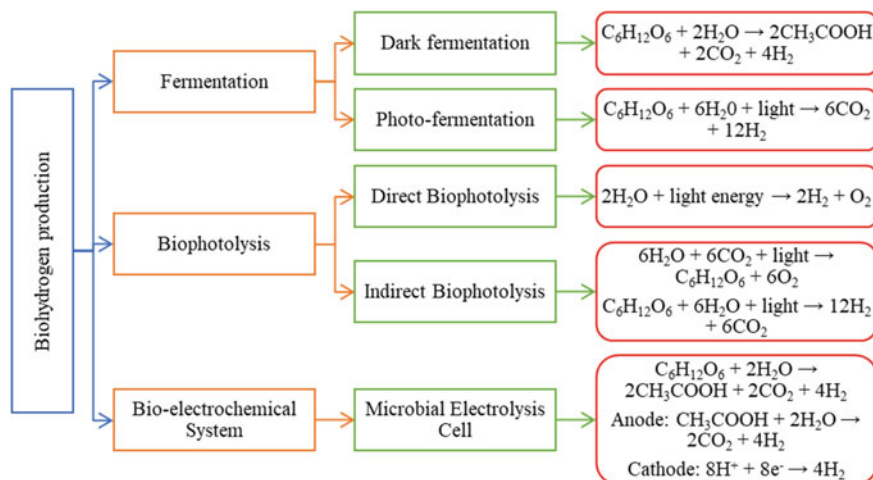 Biohydrogen production
Fermentation
Dark fermentation
C₆H₁₂O₆ + 2H₂O → 2CH₃COOH
+ 2CO₂ + 4H₂
Photo-fermentation
C₆H₁₂O₆ + 6H₂0 + light → 6CO₂
+ 12H₂
Biophotolysis
Direct Biophotolysis
2H₂O + light energy → 2H₂ + O₂
Indirect Biophotolysis
6H₂O + 6CO₂ + light →
C₆H₁₂O₆ + 6O₂
C₆H₁₂O₆ + 6H₂O + light → 12H₂
+ 6CO₂
Bio-electrochemical
System
Microbial Electrolysis
Cell
C₆H₁₂O₆ + 2H₂O →
2CH₃COOH + 2CO₂ + 4H₂
Anode: CH₃COOH + 2H₂O →
2CO₂ + 4H₂
Cathode: 8H⁺ + 8e⁻ → 4H₂